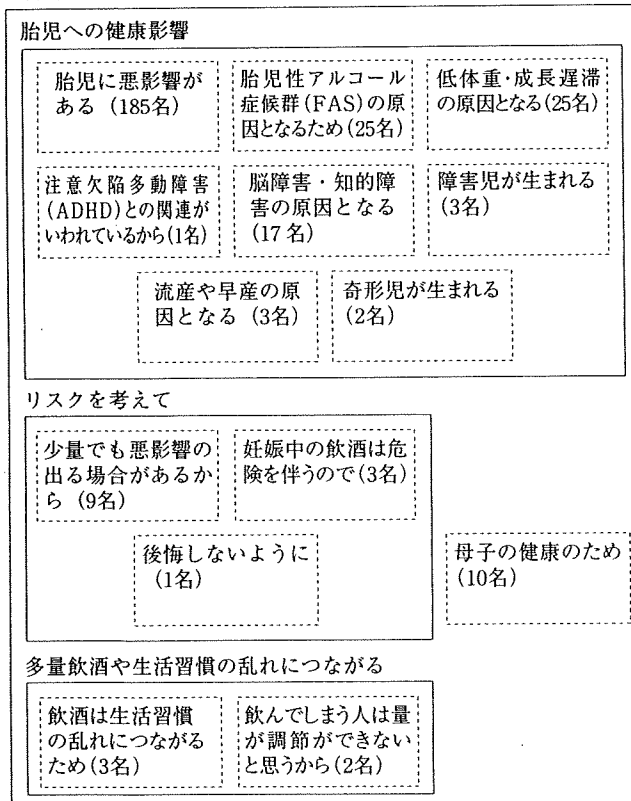 胎児への健康影響
胎児に悪影響が
ある (185名)
胎児性アルコール
症候群(FAS)の原
因となるため(25名)
低体重・成長遅滞
の原因となる(25名)
注意欠陥多動障害
(ADHD)との関連が
いわれているから(1名)
脳障害・知的障
害の原因となる
(17名)
障害児が生まれる
(3名)
流産や早産の原
因となる (3名)
奇形児が生まれる
(2名)
リスクを考えて
少量でも悪影響の
出る場合があるか
ら (9名)
妊娠中の飲酒は危
険を伴うので(3名)
後悔しないように
(1名)
母子の健康のため
(10名)
多量飲酒や生活習慣の乱れにつながる
飲酒は生活習慣
の乱れにつながる
ため(3名)
飲んでしまう人は量
が調節ができない
と思うから(2名)